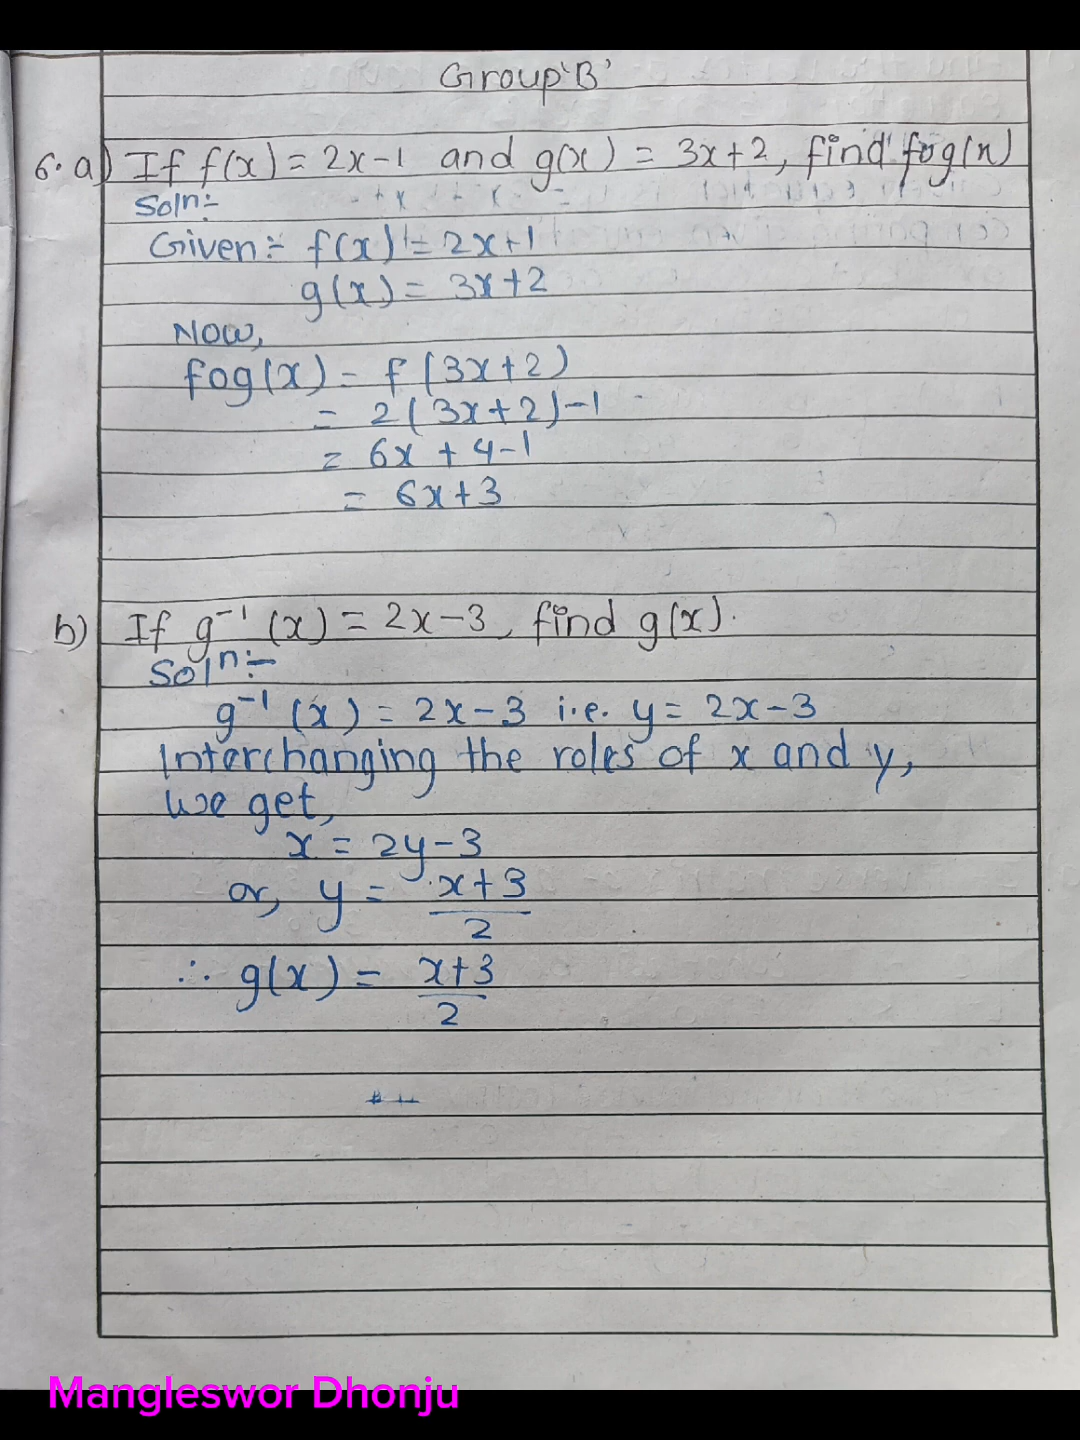 Group 'B'
6. a) If f(x) = 2x-1 and g(x) = 3x+2, find fog(x)
Soln:-
Given:- f(x) = 2x+1
g(x) = 3x+2
Now,
fog(x) = f(3x+2)
= 2(3x+2)-1
= 6x + 4-1
= 6x+3
b) If g⁻¹(x) = 2x-3, find g(x).
Soln:-
g⁻¹(x) = 2x-3 i.e. y = 2x-3
Interchanging the roles of x and y,
we get,
x = 2y-3
or, y = x+3
2
∴ g(x) = x+3
2
Mangleswor Dhonju